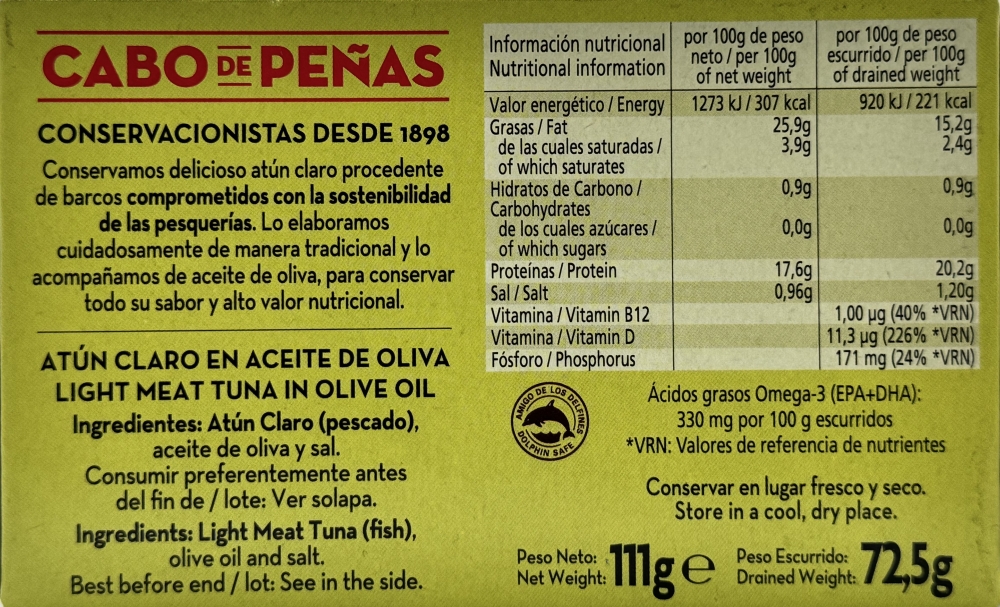 CABO DE PEÑAS
CONSERVACIONISTAS DESDE 1898
Conservamos delicioso atún claro procedente
de barcos comprometidos con la sostenibilidad
de las pesquerías. Lo elaboramos
cuidadosamente de manera tradicional y lo
acompañamos de aceite de oliva, para conservar
todo su sabor y alto valor nutricional.
ATÚN CLARO EN ACEITE DE OLIVA
LIGHT MEAT TUNA IN OLIVE OIL
Ingredientes: Atún Claro (pescado),
aceite de oliva y sal.
Consumir preferentemente antes
del fin de / lote: Ver solapa.
Ingredients: Light Meat Tuna (fish),
olive oil and salt.
Best before end / lot: See in the side.
Información nutricional
Nutritional information
por 100g de peso
neto / per 100g
of net weight
por 100g de peso
escurrido / per 100g
of drained weight
Valor energético / Energy 1273 kJ / 307 kcal 920 kJ / 221 kcal
Grasas / Fat 25,9g 15,2g
de las cuales saturadas / 3,9g 2,4g
of which saturates
Hidratos de Carbono / 0,9g 0,9g
Carbohydrates
de los cuales azúcares / 0,0g 0,0g
of which sugars
Proteínas / Protein 17,6g 20,2g
Sal / Salt 0,96g 1,20g
Vitamina / Vitamin B12 1,00 µg (40% *VRN)
Vitamina / Vitamin D 11,3 µg (226% *VRN)
Fósforo / Phosphorus 171 mg (24% *VRN)
AMIGO DE LOS DELFINES
DOLPHIN SAFE
Ácidos grasos Omega-3 (EPA+DHA):
330 mg por 100 g escurridos
*VRN: Valores de referencia de nutrientes
Conservar en lugar fresco y seco.
Store in a cool, dry place.
Peso Neto:
Net Weight: 111g e
Peso Escurrido:
Drained Weight: 72,5g